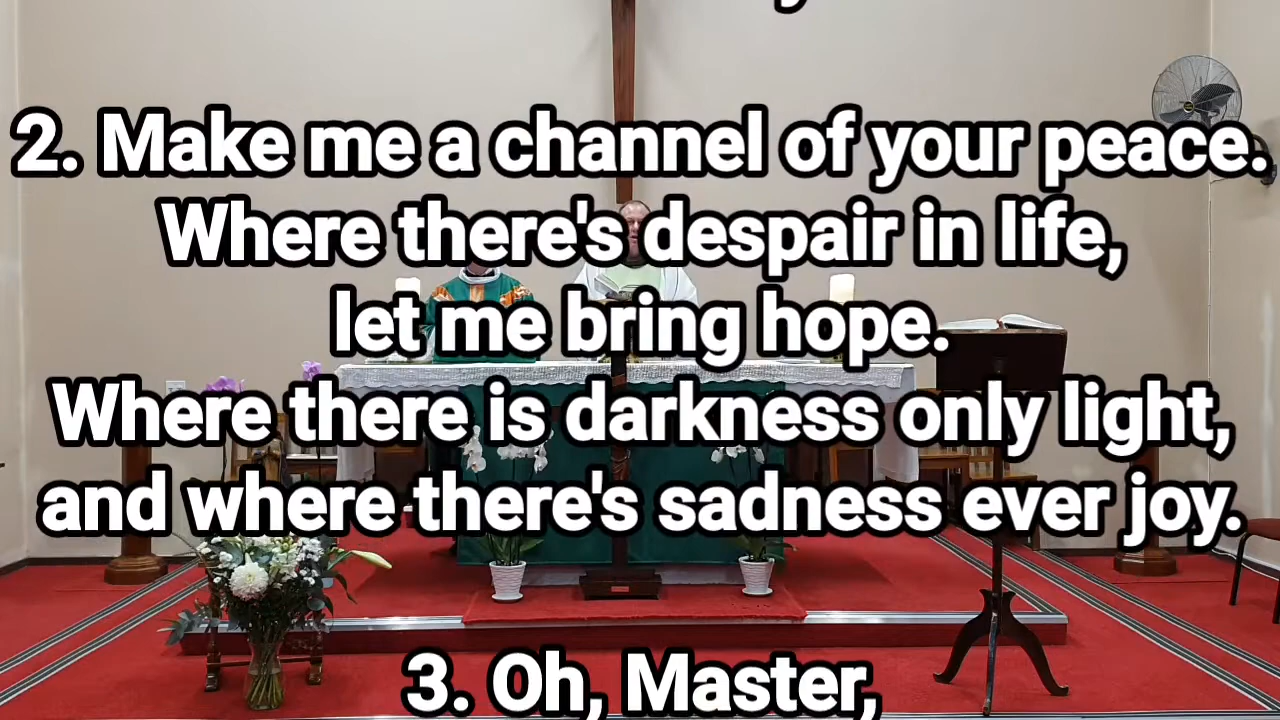 2. Make me a channel of your peace.
Where there's despair in life,
let me bring hope.
Where there is darkness only light,
and where there's sadness ever joy.
3. Oh, Master,